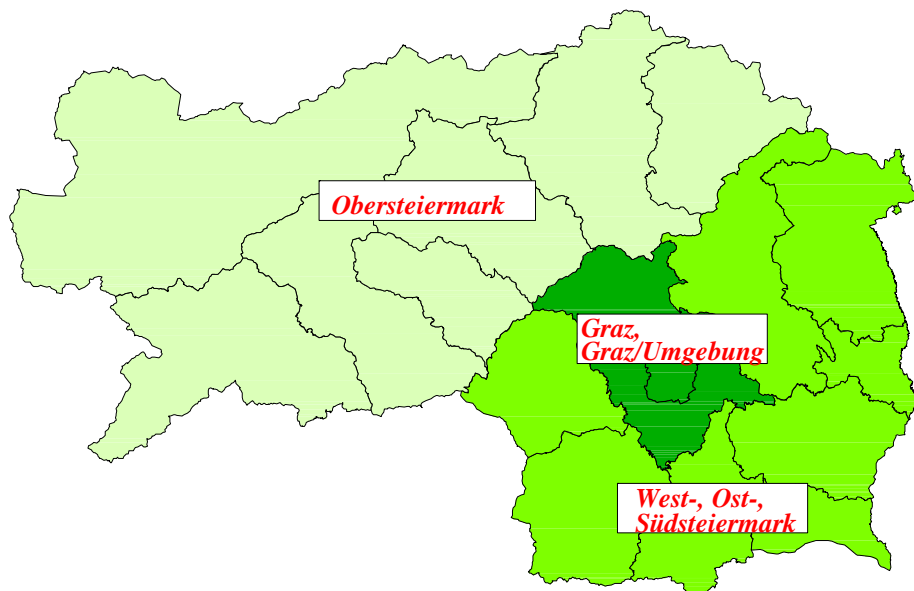 Obersteiermark
Graz,
Graz/Umgebung
West-, Ost-,
Südsteiermark